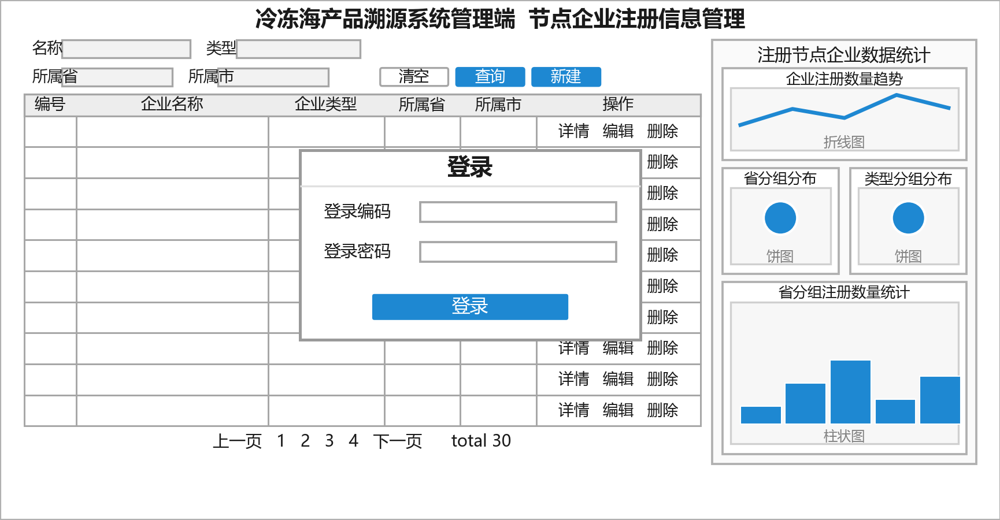 冷冻海产品溯源系统管理端 节点企业注册信息管理
名称 类型
所属省 所属市 清空 查询 新建
编号 企业名称 企业类型 所属省 所属市 操作
详情 编辑 删除
删除
删除
删除
删除
删除
删除
详情 编辑 删除
详情 编辑 删除
详情 编辑 删除
登录
登录编码
登录密码
登录
上一页 1 2 3 4 下一页 total 30
注册节点企业数据统计
企业注册数量趋势
折线图
省分组分布
饼图
类型分组分布
饼图
省分组注册数量统计
柱状图